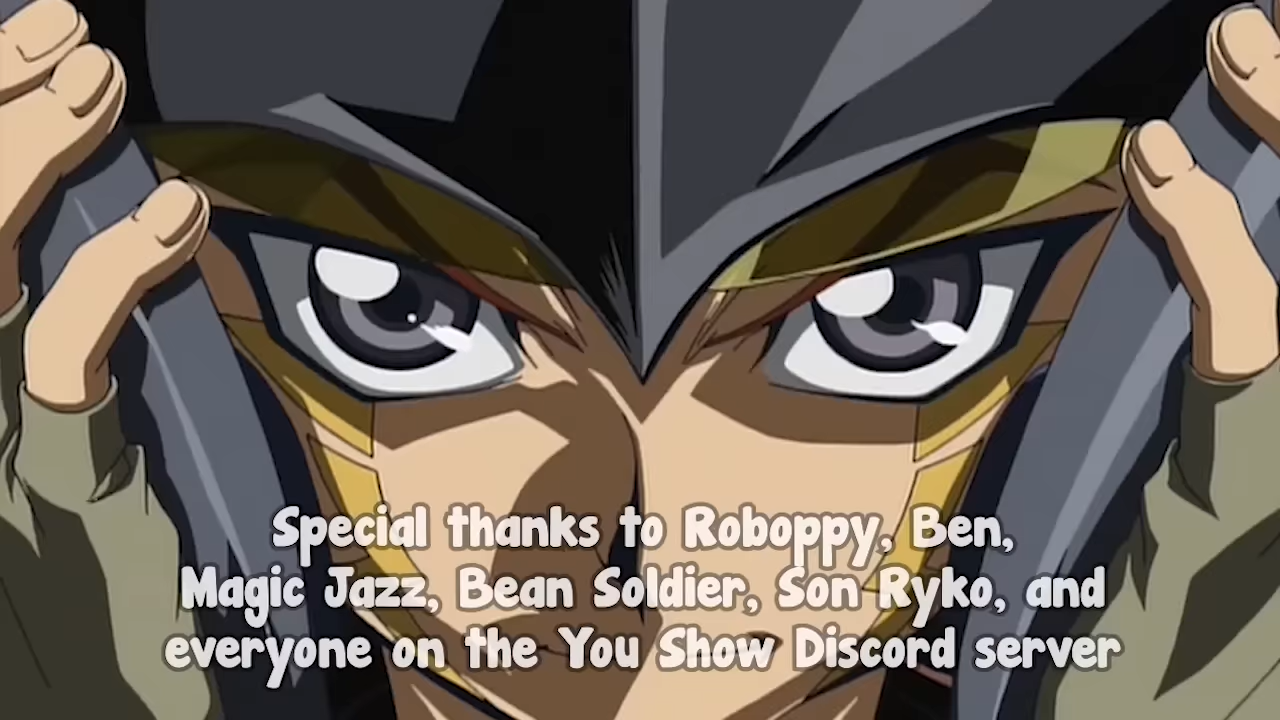 Special thanks to Roboppy, Ben,
Magic Jazz, Bean Soldier, Son Ryko, and
everyone on the You Show Discord server